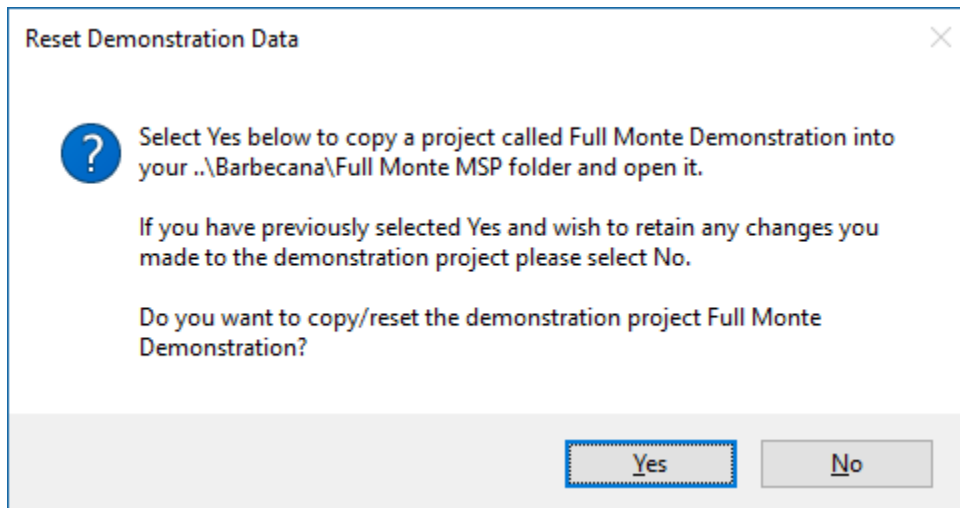 Reset Demonstration Data
Select Yes below to copy a project called Full Monte Demonstration into
your ..\Barbecana\Full Monte MSP folder and open it.
If you have previously selected Yes and wish to retain any changes you
made to the demonstration project please select No.
Do you want to copy/reset the demonstration project Full Monte
Demonstration?
Yes
No